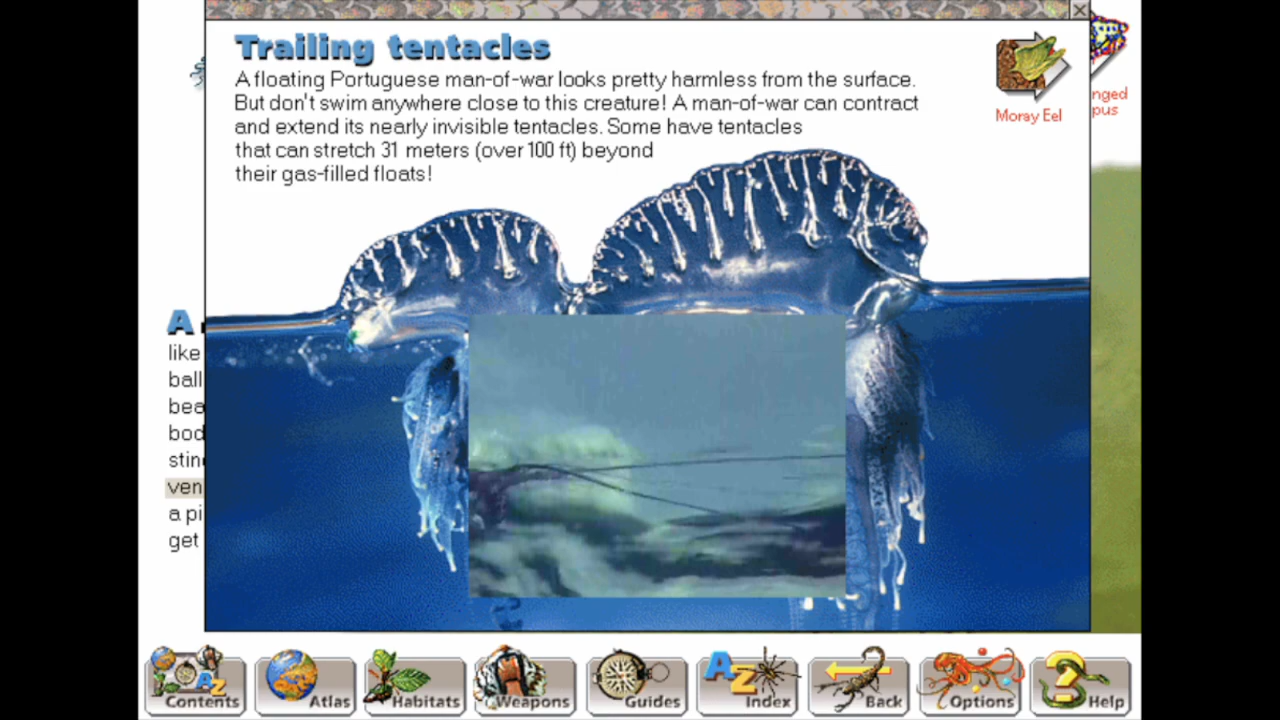 Trailing tentacles
A floating Portuguese man-of-war looks pretty harmless from the surface.
But don't swim anywhere close to this creature! A man-of-war can contract
and extend its nearly invisible tentacles. Some have tentacles
that can stretch 31 meters (over 100 ft) beyond
their gas-filled floats!
Moray Eel
nged
pus
A
like
ball
bea
bod
stin
ven
a pi
get
Contents
Atlas
Habitats
Weapons
Guides
A Z
Index
Back
Options
Help